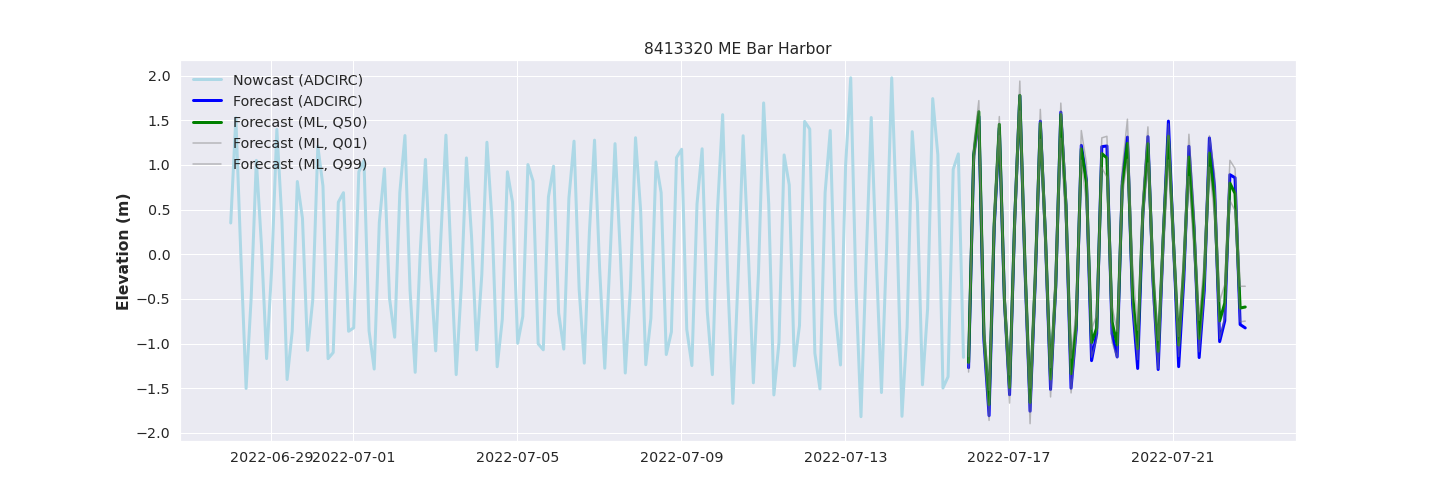 8413320 ME Bar Harbor
Nowcast (ADCIRC)
Forecast (ADCIRC)
Forecast (ML, Q50)
Forecast (ML, Q01)
Forecast (ML, Q99)
Elevation (m)
2.0
1.5
1.0
0.5
0.0
−0.5
−1.0
−1.5
−2.0
2022-06-29 2022-07-01 2022-07-05 2022-07-09 2022-07-13 2022-07-17 2022-07-21